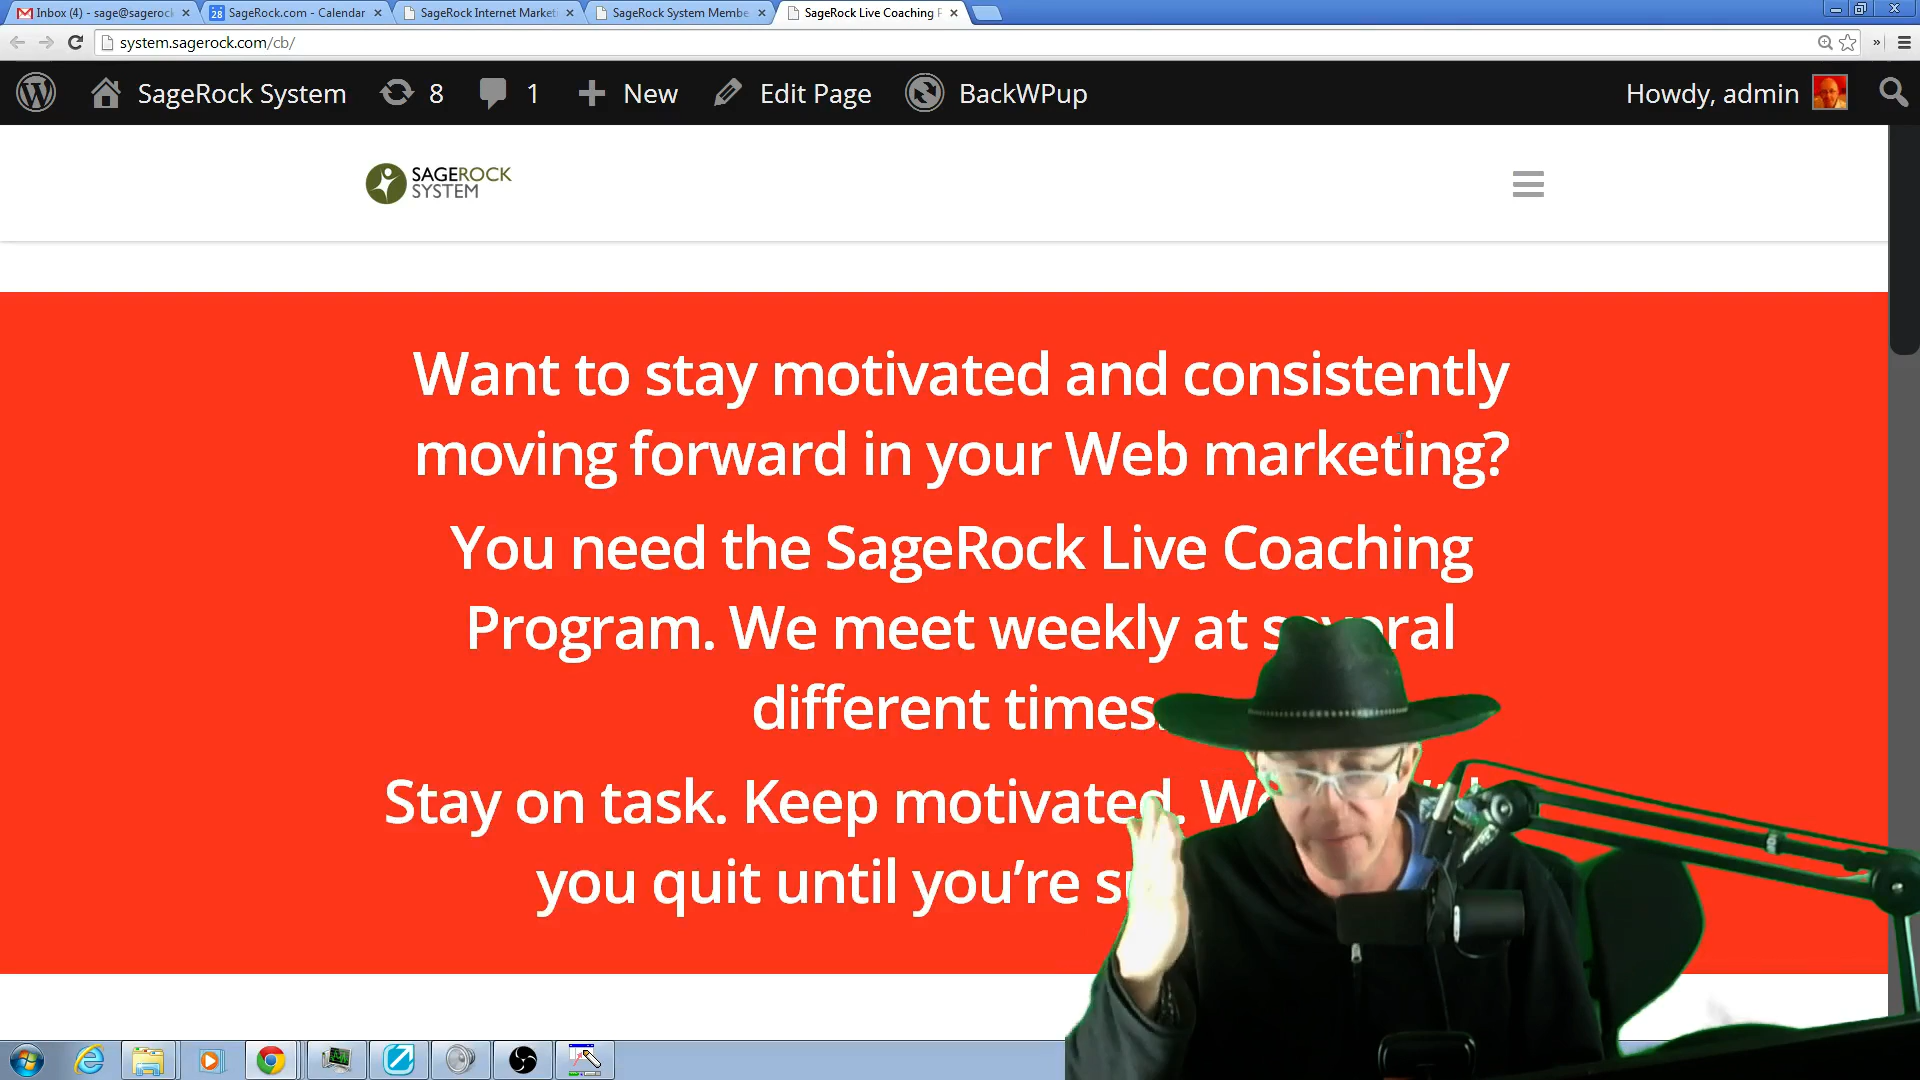 Inbox (4) - sage@sagerock
SageRock.com - Calendar
SageRock Internet Market
SageRock System Membe
SageRock Live Coaching P
system.sagerock.com/cb/
SageRock System
8
1
New
Edit Page
BackWPup
Howdy, admin
SAGEROCK
SYSTEM
Want to stay motivated and consistently
moving forward in your Web marketing?
You need the SageRock Live Coaching
Program. We meet weekly at several
different times.
Stay on task. Keep motivated.
you quit until you’re